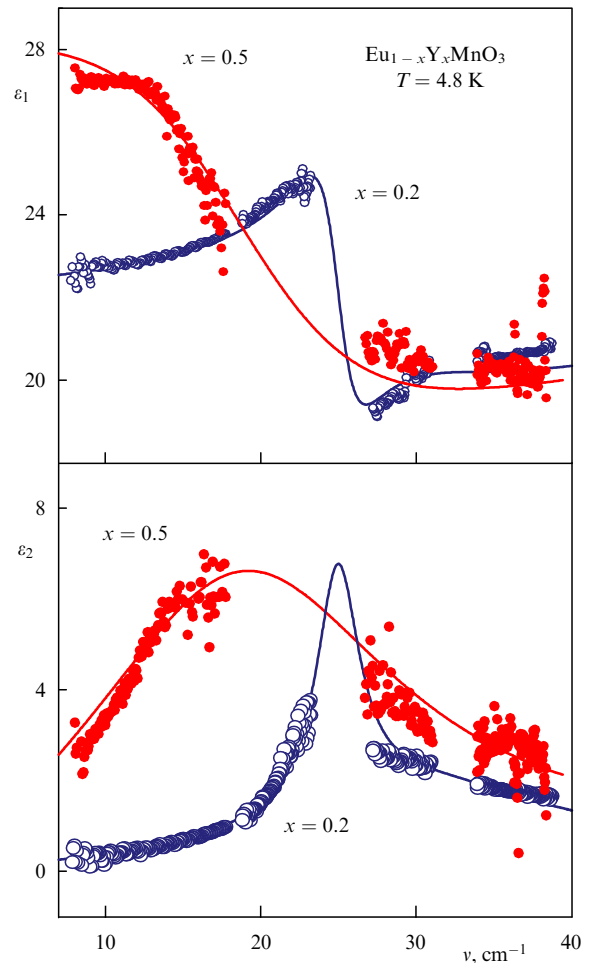 28
x = 0.5
Eu₁₋ₓYₓMnO₃
T = 4.8 K
ε₁
24
x = 0.2
20
8
x = 0.5
ε₂
4
x = 0.2
0
10 20 30 40
ν, cm⁻¹